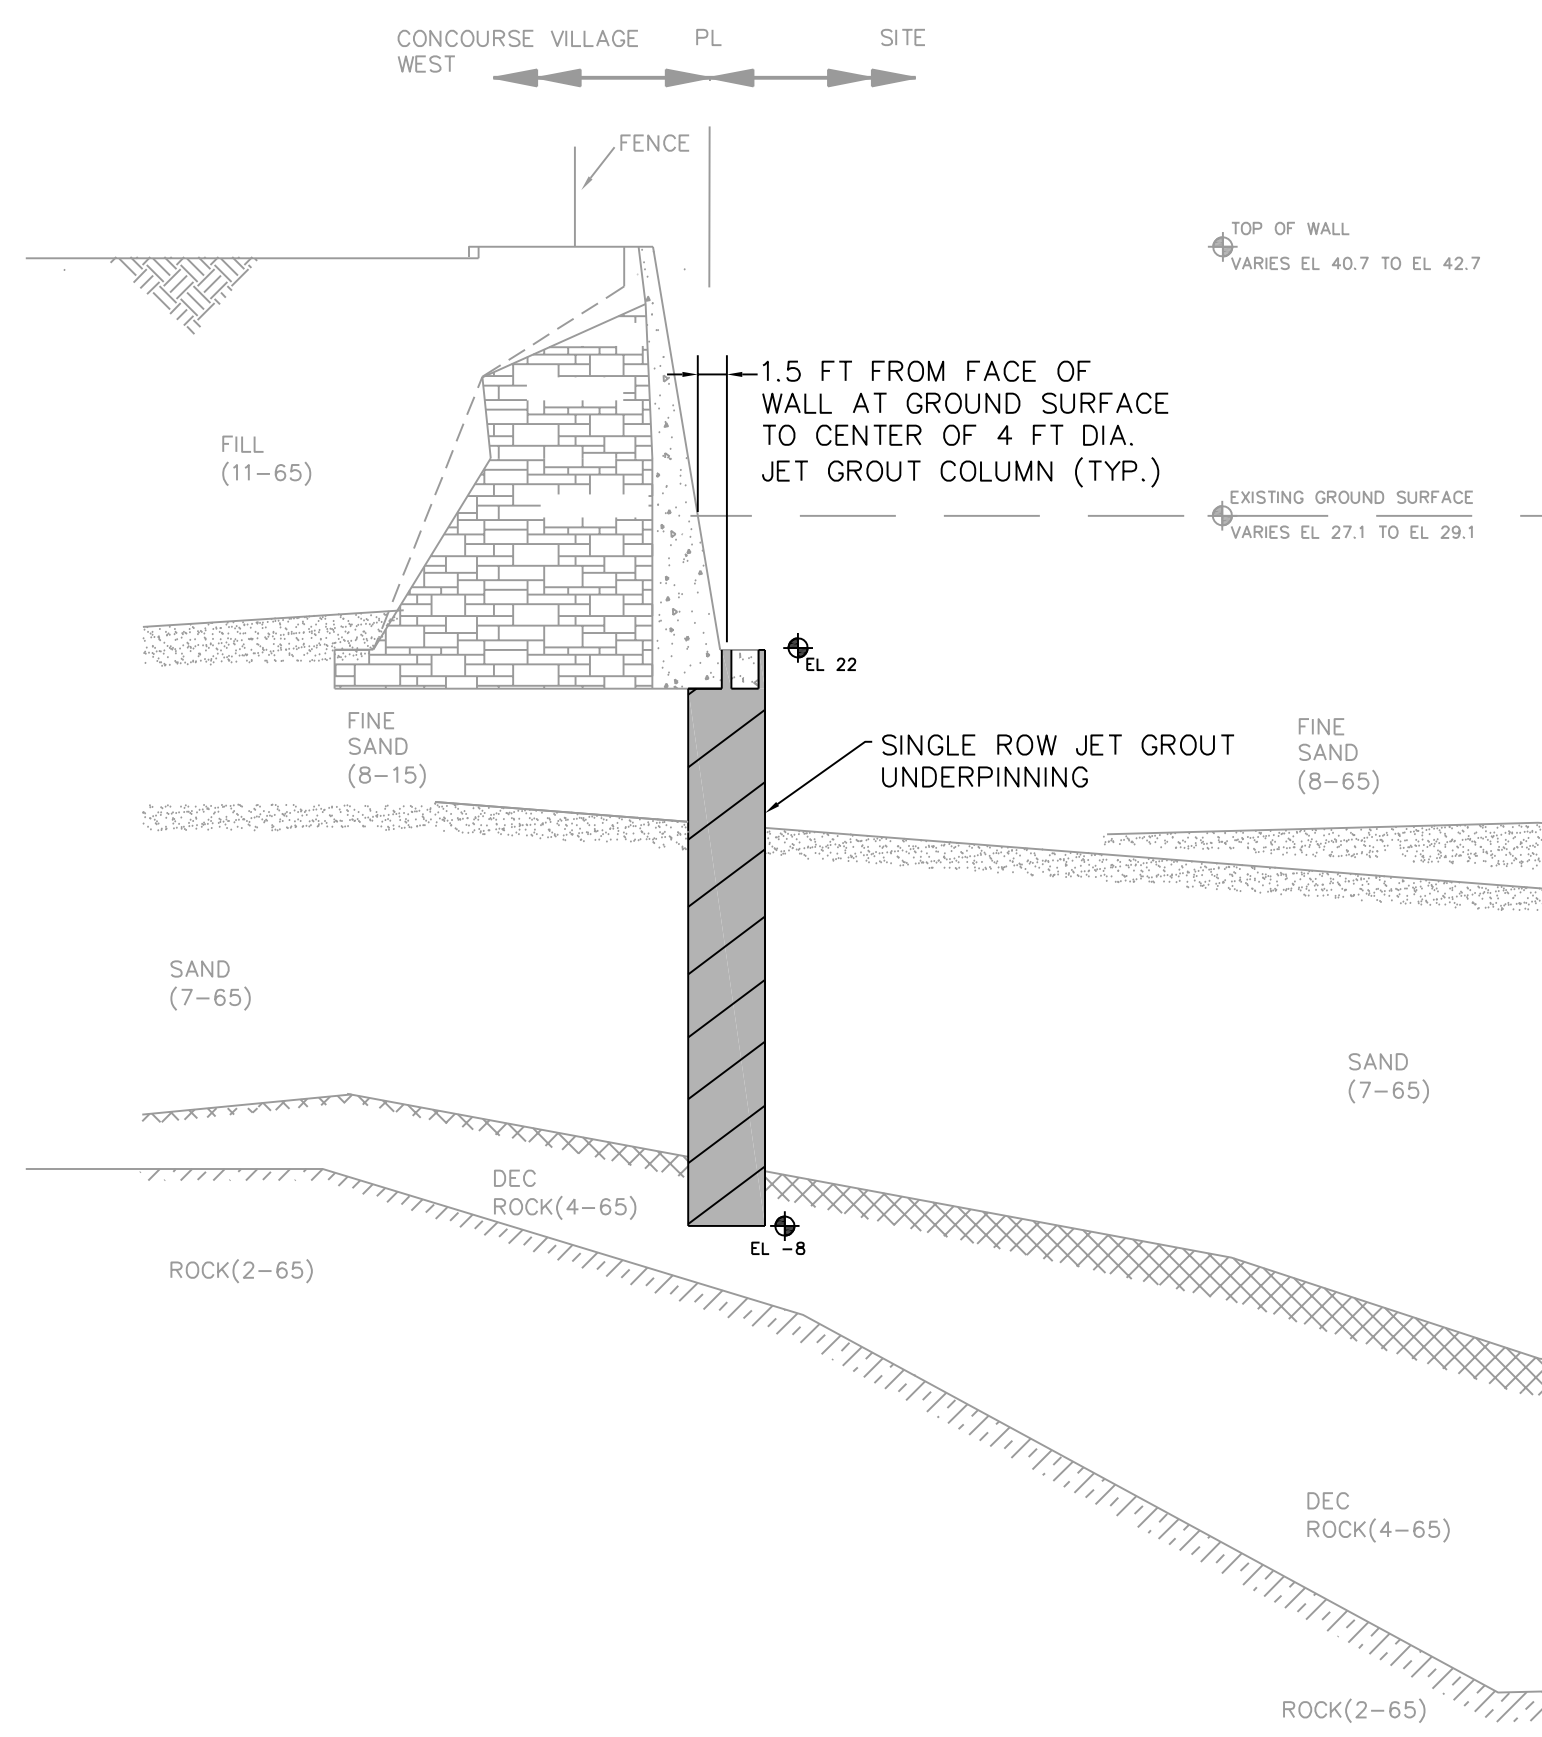 CONCOURSE VILLAGE
WEST
PL
SITE
FENCE
TOP OF WALL
VARIES EL 40.7 TO EL 42.7
1.5 FT FROM FACE OF
WALL AT GROUND SURFACE
TO CENTER OF 4 FT DIA.
JET GROUT COLUMN (TYP.)
FILL
(11-65)
EXISTING GROUND SURFACE
VARIES EL 27.1 TO EL 29.1
EL 22
FINE
SAND
(8-15)
SINGLE ROW JET GROUT
UNDERPINNING
FINE
SAND
(8-65)
SAND
(7-65)
SAND
(7-65)
DEC
ROCK(4-65)
EL -8
ROCK(2-65)
DEC
ROCK(4-65)
ROCK(2-65)